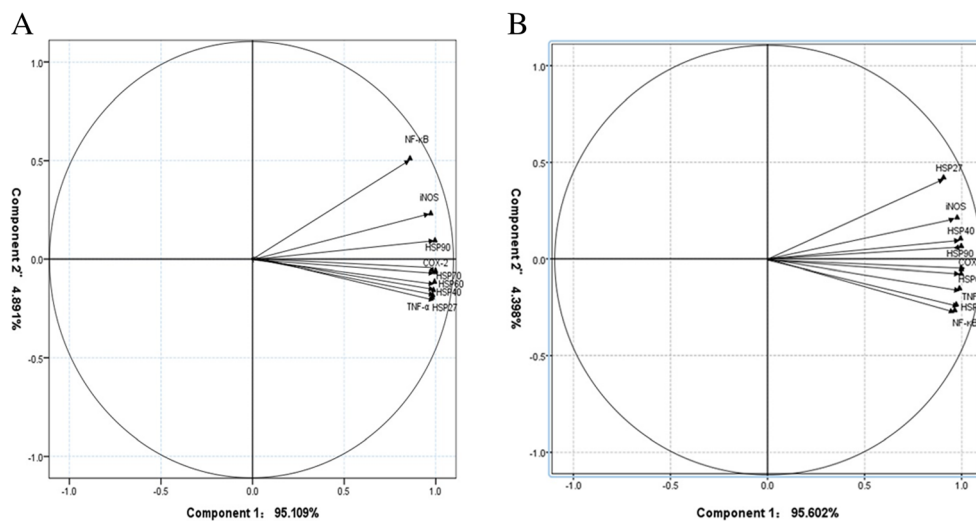 A
B
1.0
0.5
0.0
-0.5
-1.0
-1.0
-0.5
0.0
0.5
1.0
Component 2" 4.891%
Component 1: 95.109%
NF-κB
iNOS
HSP90
COX-2
HSP70
HSP60
HSP40
TNF-α HSP27
1.0
0.5
0.0
-0.5
-1.0
-1.0
-0.5
0.0
0.5
1.0
Component 2" 4.398%
Component 1: 95.602%
HSP27
iNOS
HSP40
HSP90
COX
TNF
HSP
NF-κB